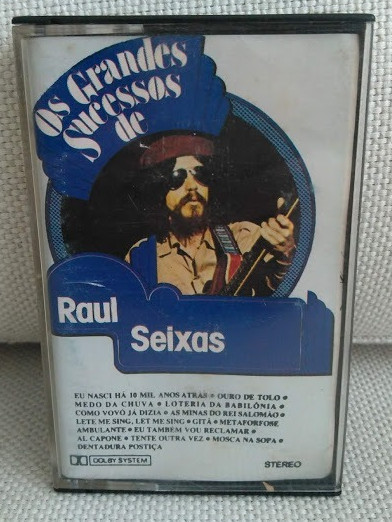 Os Grandes
Sucessos
de
Raul
Seixas
EU NASCI HÁ 10 MIL ANOS ATRÁS • OURO DE TOLO •
MEDO DA CHUVA • LOTERIA DA BABILÔNIA •
COMO VOVÓ JÁ DIZIA • AS MINAS DO REI SALOMÃO •
LETE ME SING, LET ME SING • GITÁ • METAFORFOSE
AMBULANTE • EU TAMBEM VOU RECLAMAR •
AL CAPONE • TENTE OUTRA VEZ • MOSCA NA SOPA •
DENTADURA POSTIÇA
DOLBY SYSTEM
STEREO